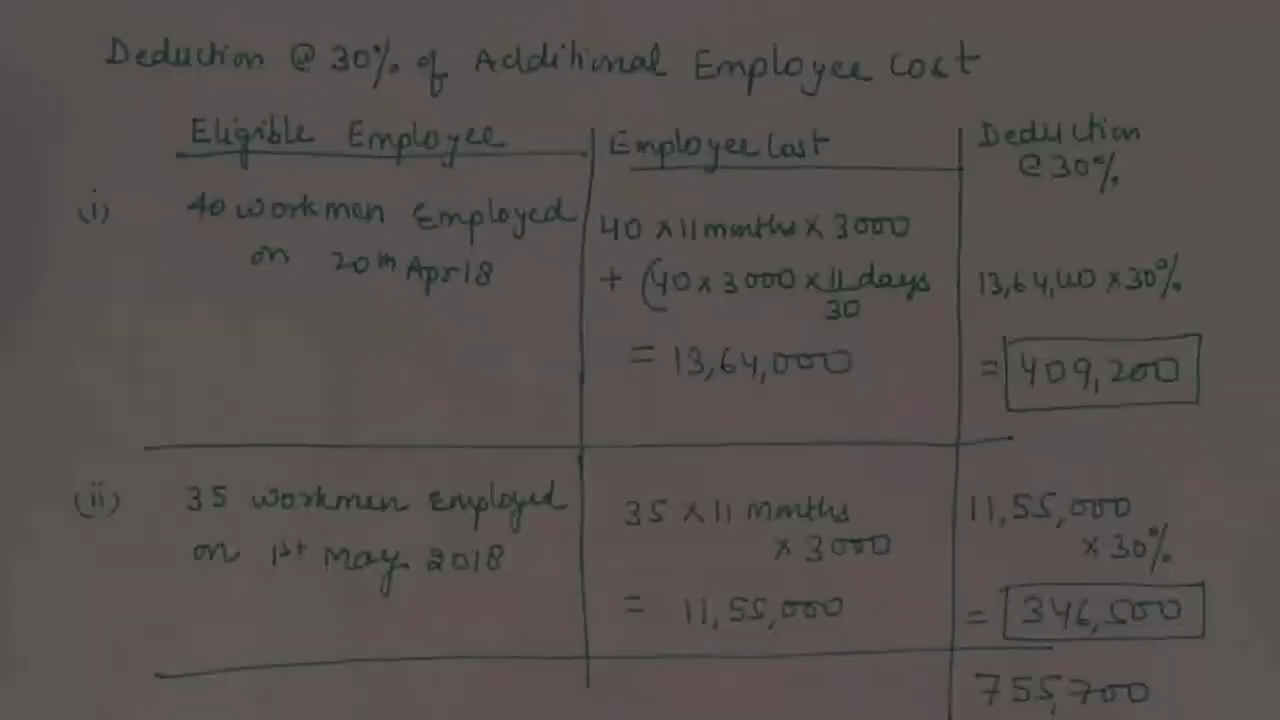 Deduction @ 30% of Additional Employee Cost
Eligible Employee
Employee Cost
Deduction
@ 30%
(i)
40 workmen Employed
on 20th Apr 18
40 x 11 months x 3000
+ (40 x 3000 x 11 days
30
= 13,64,000
13,64,000 x 30%
= 409,200
(ii)
35 workmen Employed
on 1st May 2018
35 x 11 months
x 3000
= 11,55,000
11,55,000
x 30%
= 346,500
755,700